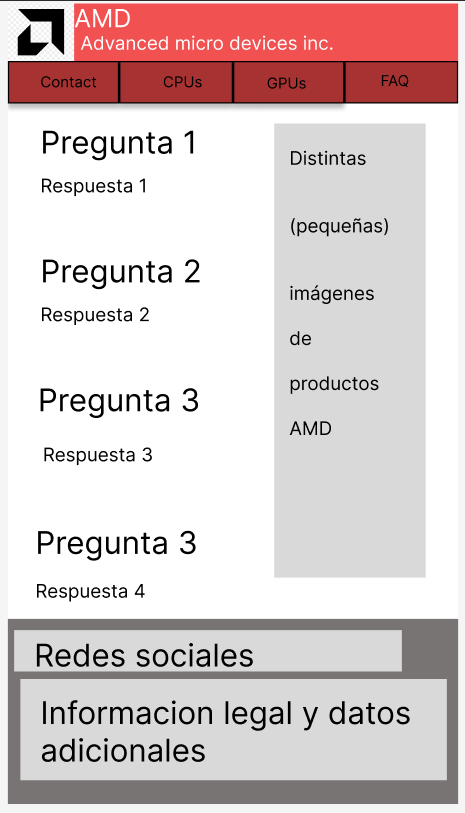 AMD
Advanced micro devices inc.
Contact
CPUs
GPUs
FAQ
Pregunta 1
Respuesta 1
Pregunta 2
Respuesta 2
Pregunta 3
Respuesta 3
Pregunta 3
Respuesta 4
Distintas
(pequeñas)
imágenes
de
productos
AMD
Redes sociales
Informacion legal y datos
adicionales